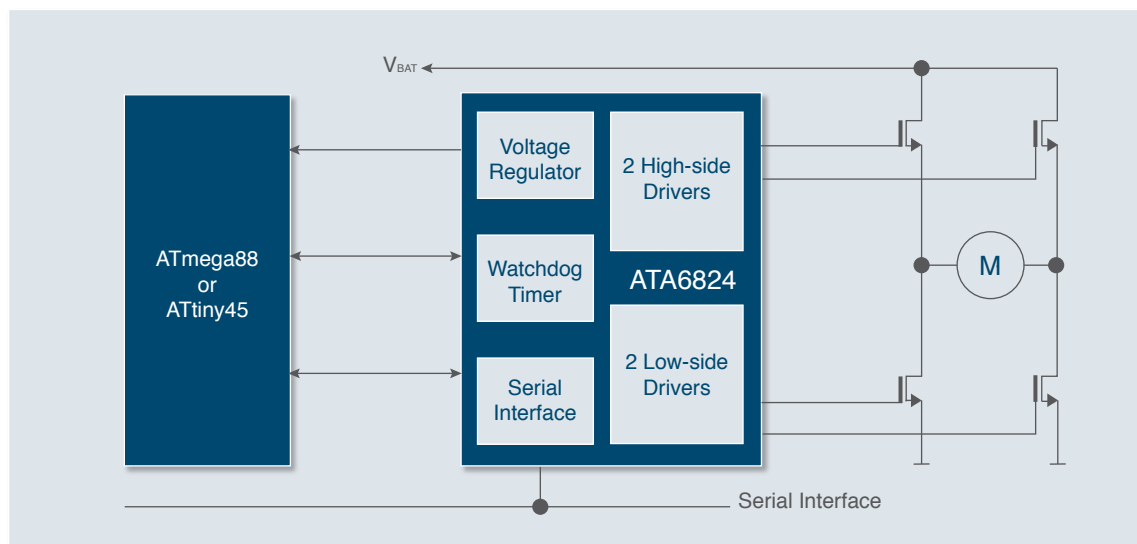 VBAT
Voltage
Regulator
2 High-side
Drivers
ATmega88
or
ATtiny45
Watchdog
Timer
ATA6824
M
Serial
Interface
2 Low-side
Drivers
Serial Interface